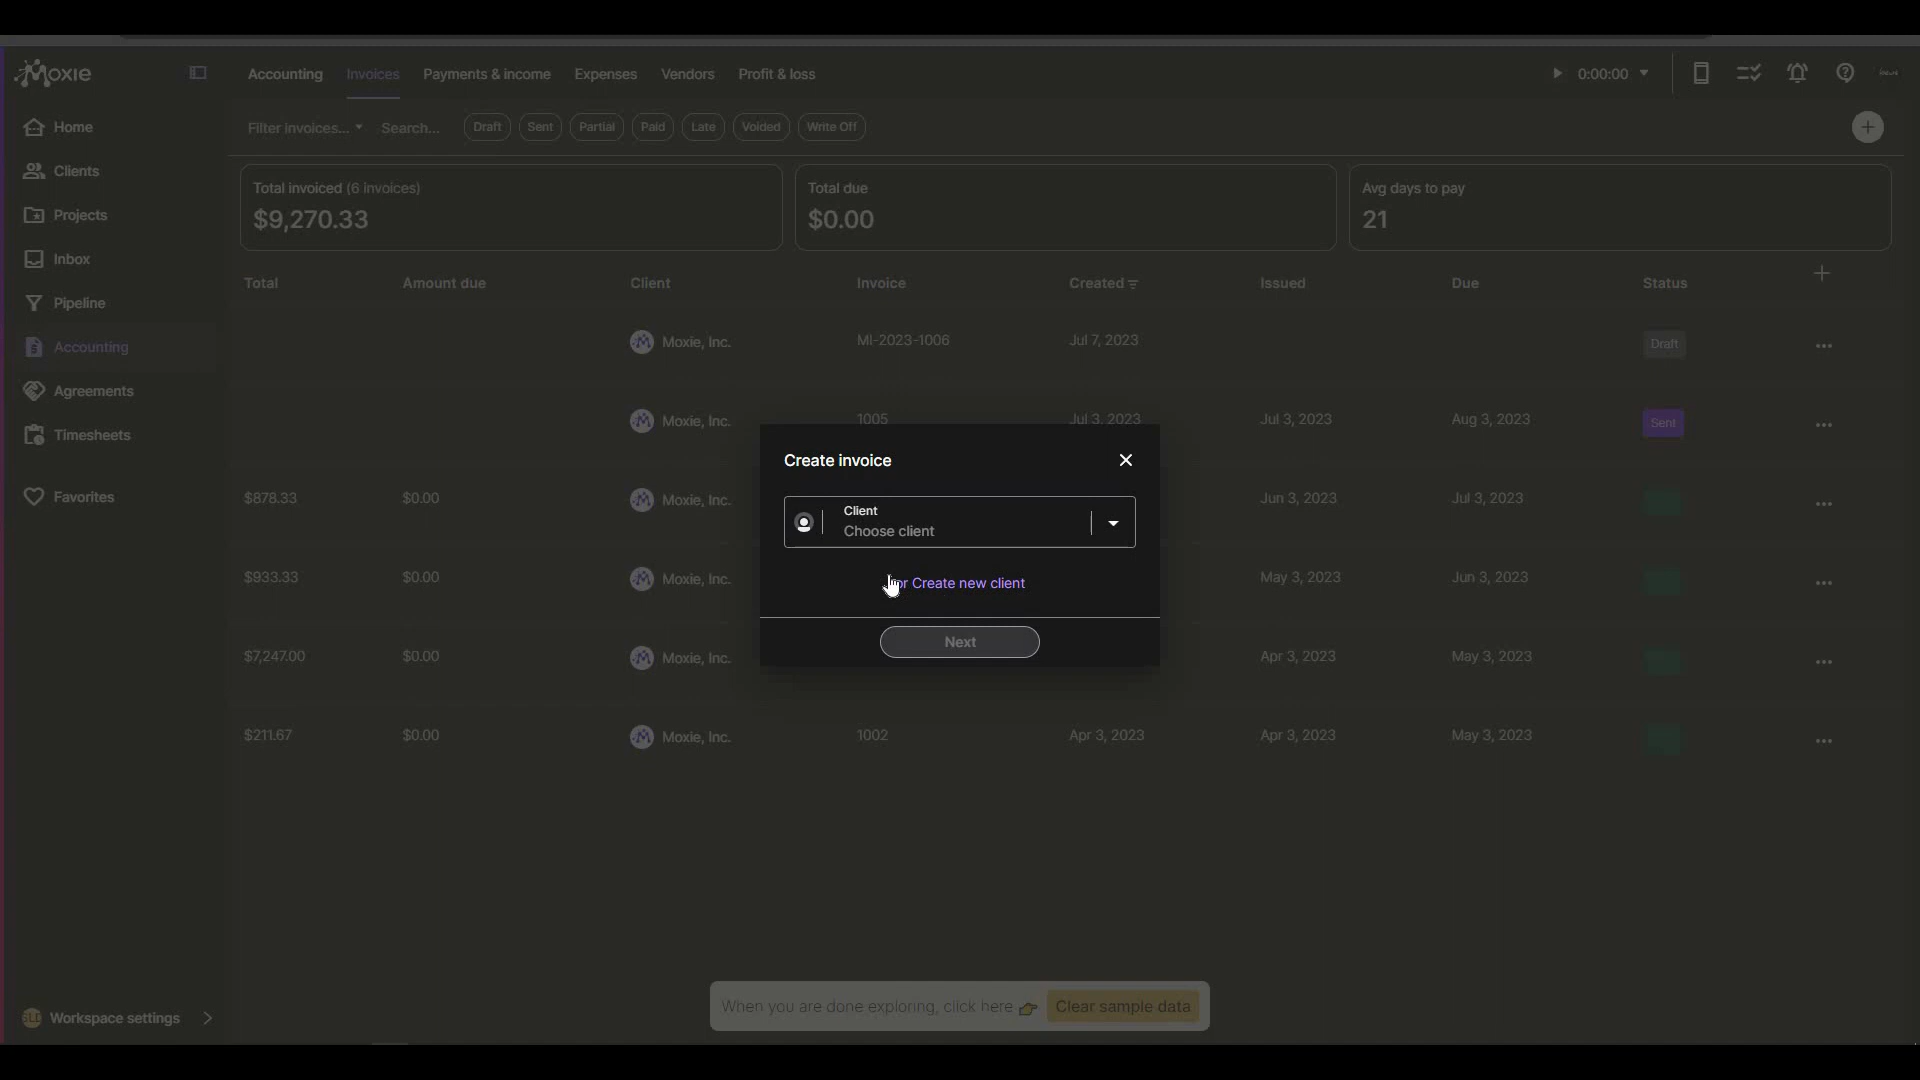 Moxie
Accounting Invoices Payments & income Expenses Vendors Profit & loss
0:00:00
Home
Clients
Projects
Inbox
Pipeline
Accounting
Agreements
Timesheets
Favorites
Workspace settings
Filter invoices... Search... Draft Sent Partial Paid Late Voided Write Off
Total invoiced (6 invoices)
$9,270.33
Total due
$0.00
Avg days to pay
21
Total Amount due Client Invoice Created Issued Due Status
Moxie, Inc. MI-2023-1006 Jul 7, 2023 Draft
Moxie, Inc. 1005 Jul 3, 2023 Jul 3, 2023 Aug 3, 2023 Sent
$878.33 $0.00 Moxie, Inc. Jun 3, 2023 Jul 3, 2023
$933.33 $0.00 Moxie, Inc. May 3, 2023 Jun 3, 2023
$7,247.00 $0.00 Moxie, Inc. Apr 3, 2023 May 3, 2023
$211.67 $0.00 Moxie, Inc. 1002 Apr 3, 2023 Apr 3, 2023 May 3, 2023
Create invoice
Client
Choose client
Create new client
Next
When you are done exploring, click here 👉 Clear sample data